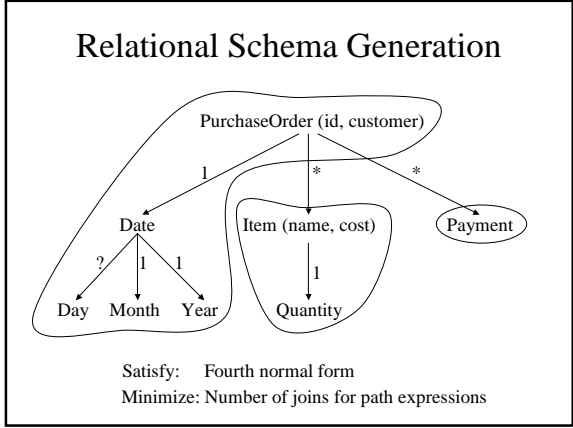 Relational Schema Generation
PurchaseOrder (id, customer)
1 * *
Date Item (name, cost) Payment
? 1 1 1
Day Month Year Quantity
Satisfy: Fourth normal form
Minimize: Number of joins for path expressions